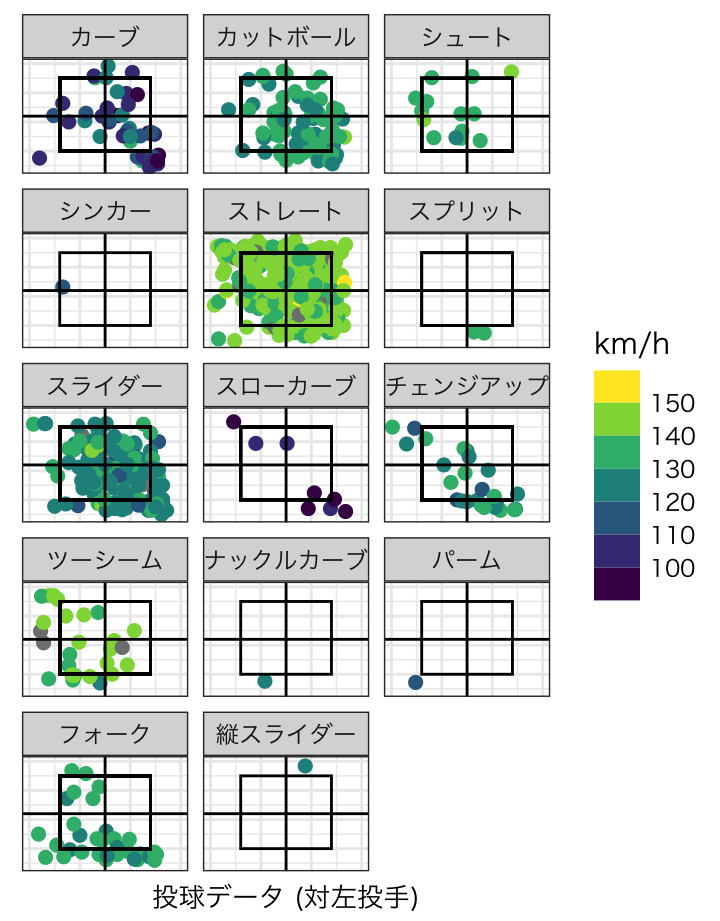 カーブ
カットボール
シュート
シンカー
ストレート
スプリット
スライダー
スローカーブ
チェンジアップ
ツーシーム
ナックルカーブ
パーム
フォーク
縦スライダー
km/h
150
140
130
120
110
100
投球データ (対左投手)